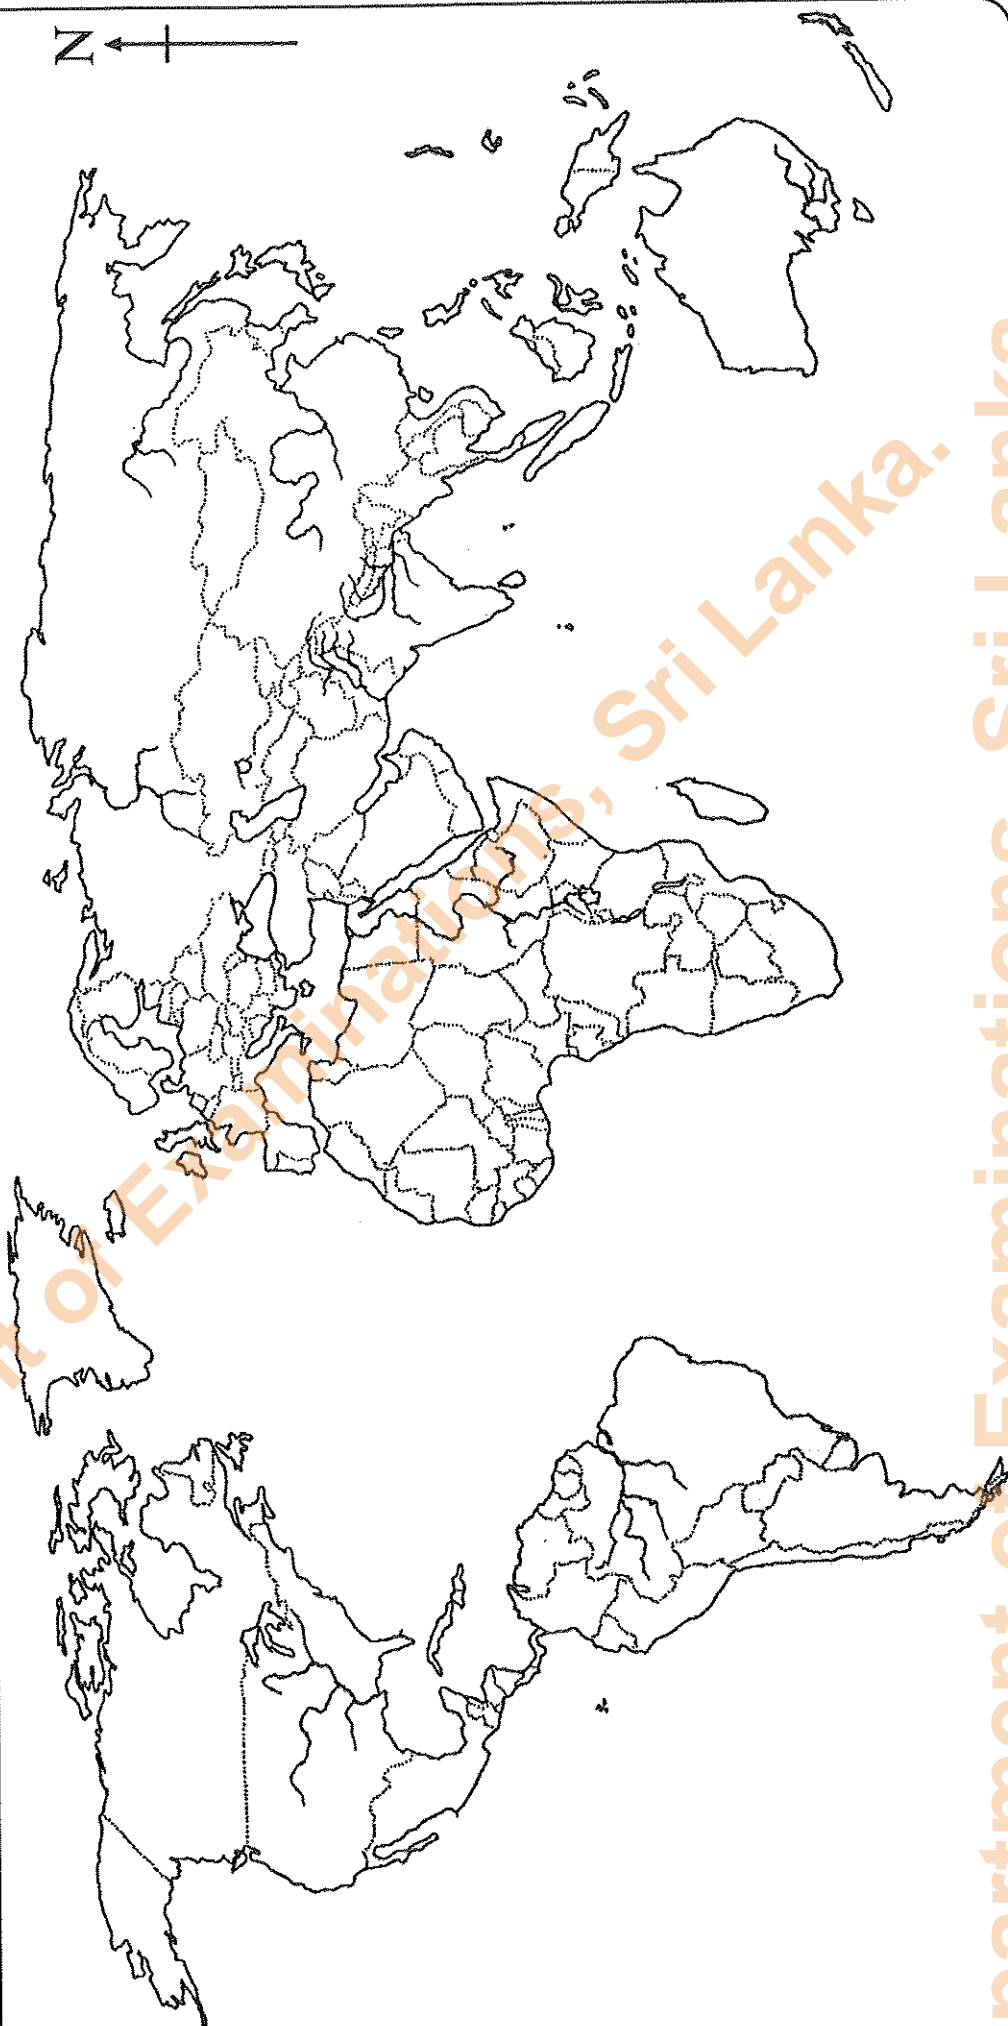 N
Department of Examinations, Sri Lanka.
Department of Examinations, Sri Lanka